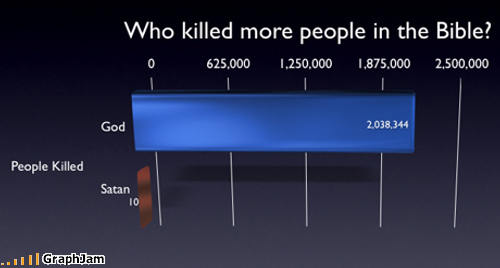 Who killed more people in the Bible?
0 625,000 1,250,000 1,875,000 2,500,000
God 2,038,344
People Killed
Satan 10
GraphJam